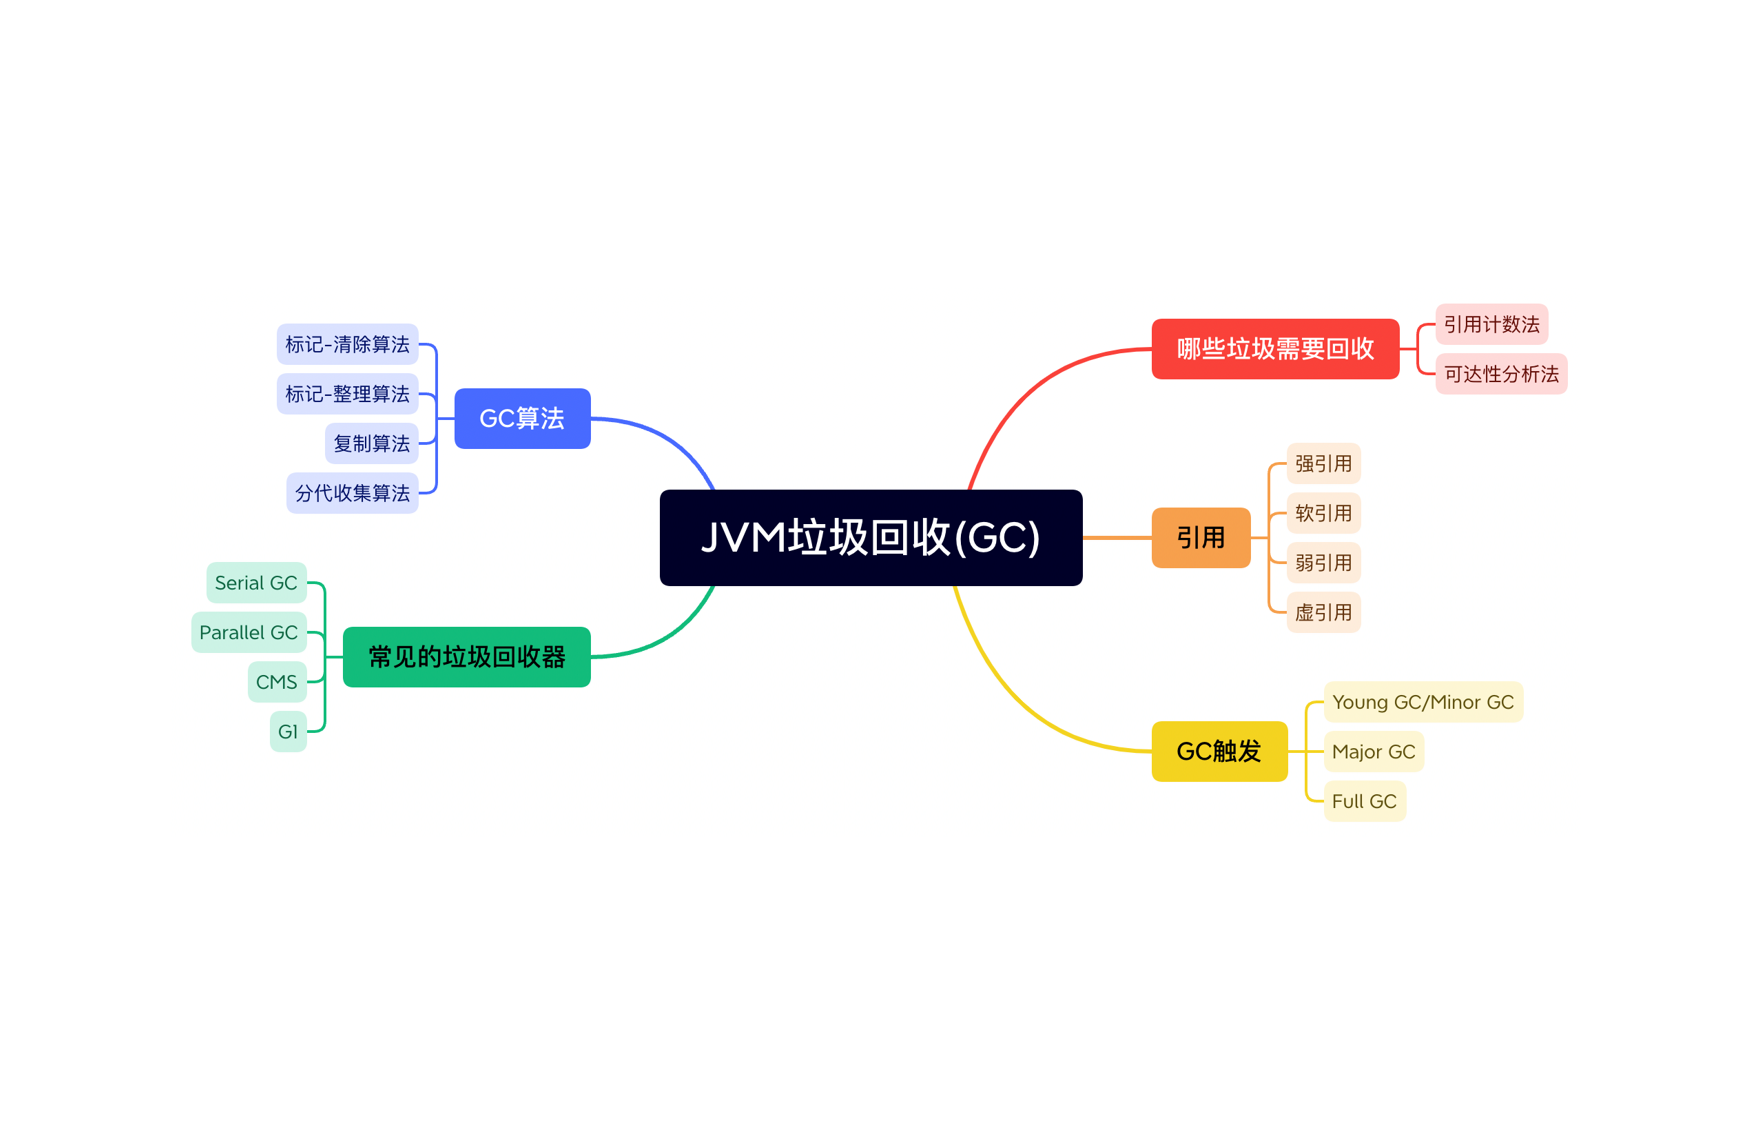 JVM垃圾回收(GC)
哪些垃圾需要回收
引用计数法
可达性分析法
引用
强引用
软引用
弱引用
虚引用
GC触发
Young GC/Minor GC
Major GC
Full GC
GC算法
标记-清除算法
标记-整理算法
复制算法
分代收集算法
常见的垃圾回收器
Serial GC
Parallel GC
CMS
G1